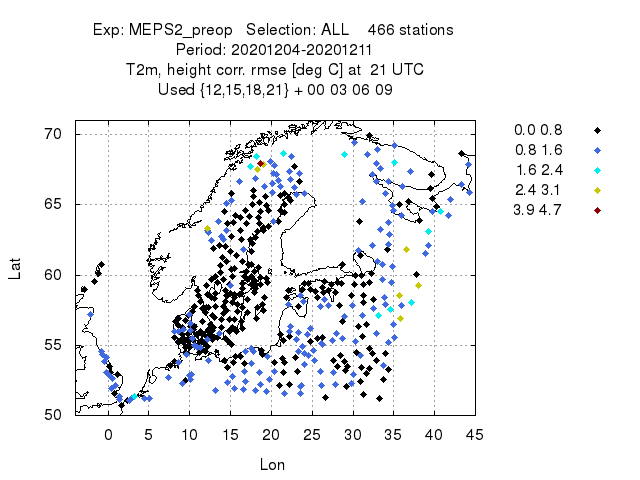 Exp: MEPS2_preop Selection: ALL 466 stations
Period: 20201204-20201211
T2m, height corr. rmse [deg C] at 21 UTC
Used {12,15,18,21} + 00 03 06 09
70
65
60
55
50
Lat
0 5 10 15 20 25 30 35 40 45
Lon
0.0 0.8
0.8 1.6
1.6 2.4
2.4 3.1
3.9 4.7